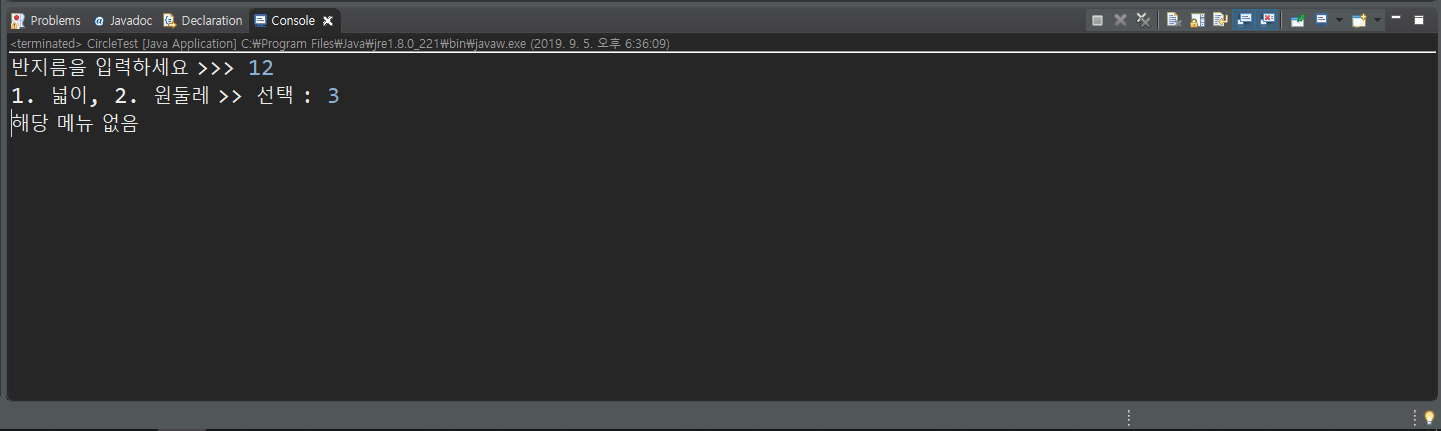 Problems @ Javadoc Declaration Console
<terminated> CircleTest [Java Application] C:₩Program Files₩Java₩jre1.8.0_221₩bin₩javaw.exe (2019. 9. 5. 오후 6:36:09)
반지름을 입력하세요 >>> 12
1. 넓이, 2. 원둘레 >> 선택 : 3
해당 메뉴 없음